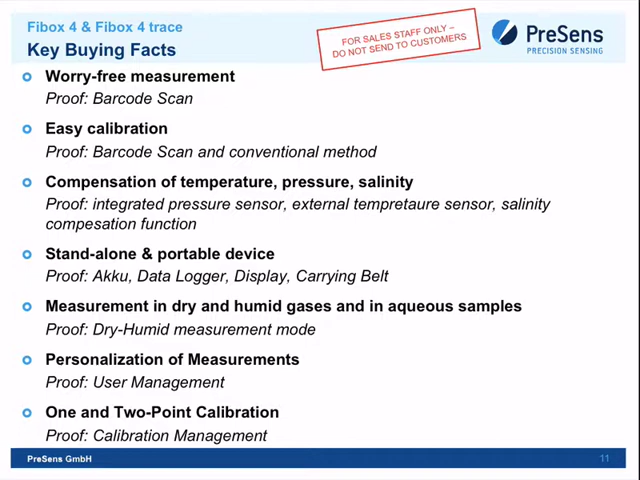 Fibox 4 & Fibox 4 trace
Key Buying Facts
FOR SALES STAFF ONLY –
DO NOT SEND TO CUSTOMERS
PreSens
PRECISION SENSING
Worry-free measurement
Proof: Barcode Scan
Easy calibration
Proof: Barcode Scan and conventional method
Compensation of temperature, pressure, salinity
Proof: integrated pressure sensor, external tempretaure sensor, salinity
compesation function
Stand-alone & portable device
Proof: Akku, Data Logger, Display, Carrying Belt
Measurement in dry and humid gases and in aqueous samples
Proof: Dry-Humid measurement mode
Personalization of Measurements
Proof: User Management
One and Two-Point Calibration
Proof: Calibration Management
PreSens GmbH
11